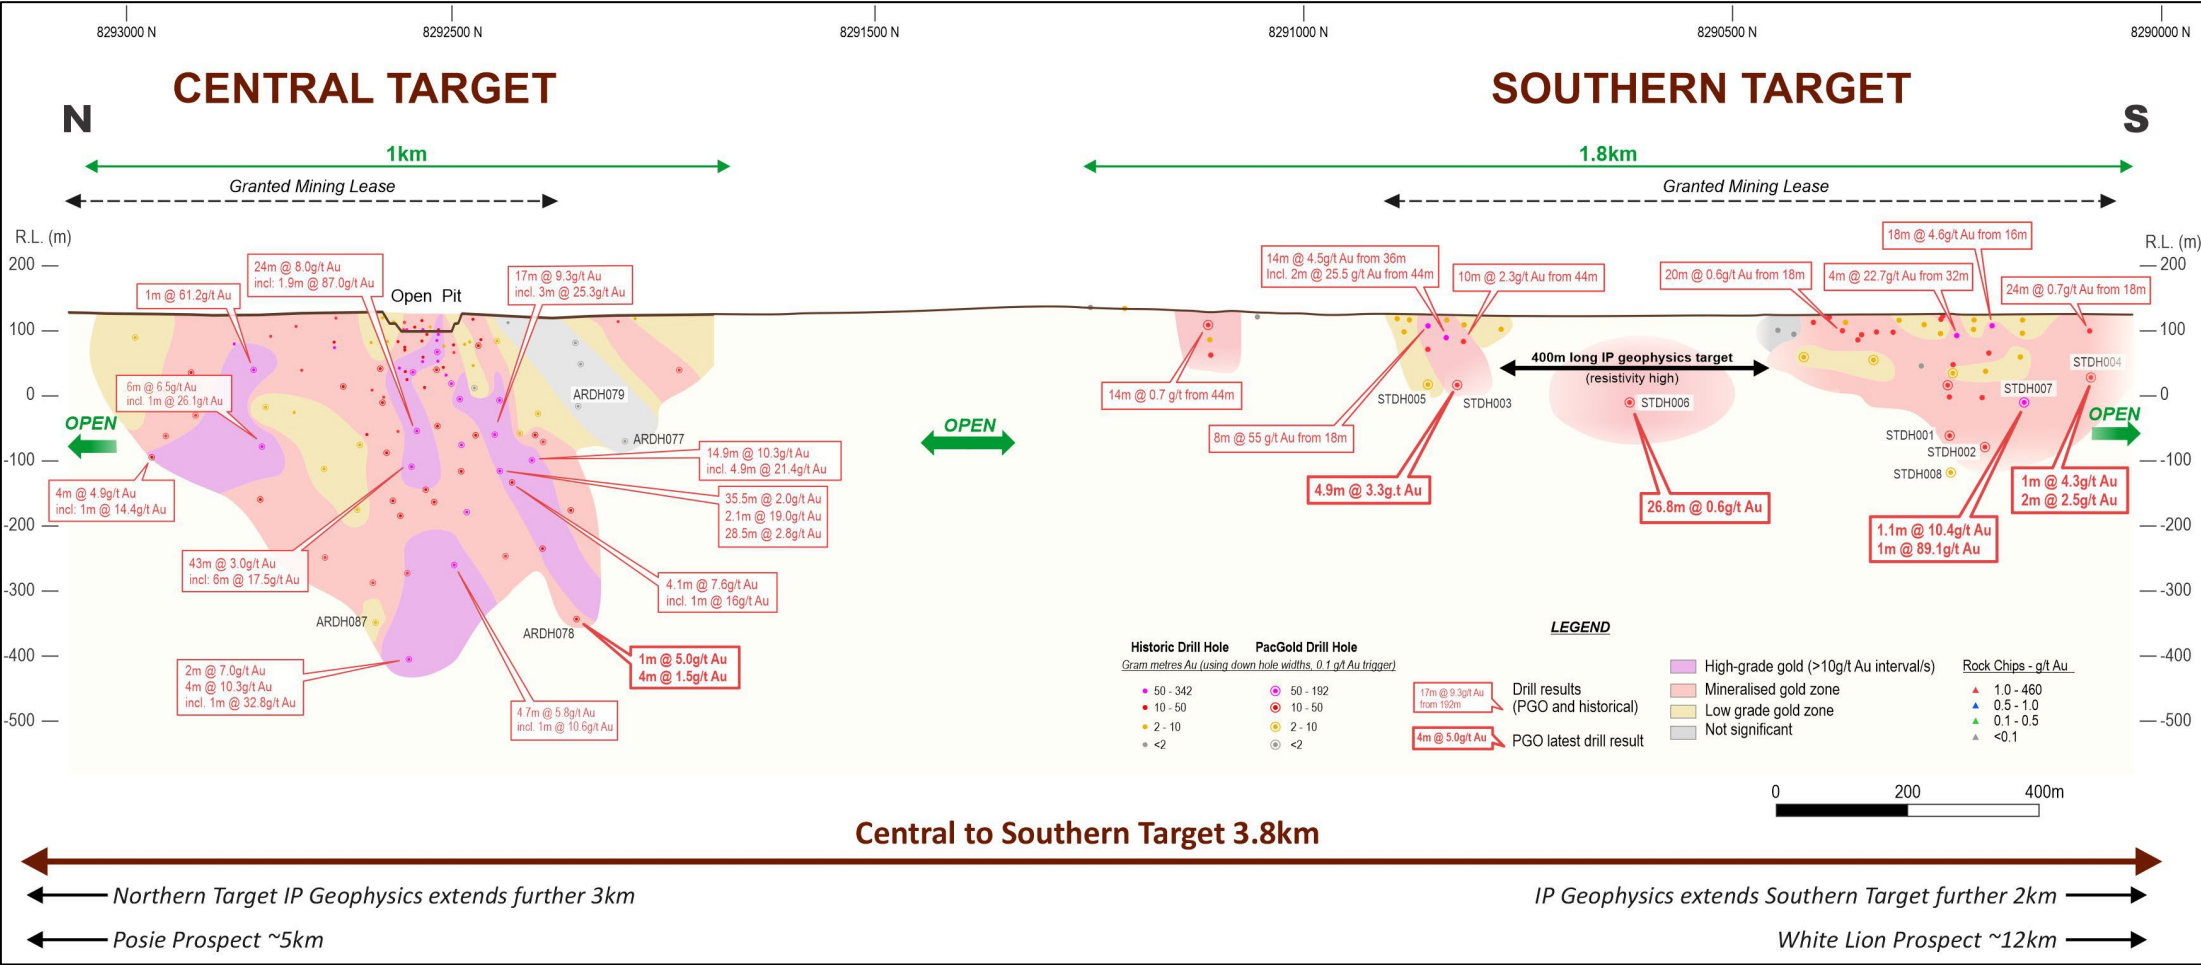 8293000 N
8292500 N
8291500 N
8291000 N
8290500 N
8290000 N
CENTRAL TARGET
SOUTHERN TARGET
N
S
1km
1.8km
Granted Mining Lease
Granted Mining Lease
R.L. (m)
200
100
0
-100
-200
-300
-400
-500
R.L. (m)
200
100
0
-100
-200
-300
-400
-500
1m @ 61.2g/t Au
24m @ 8.0g/t Au
incl: 1.9m @ 87.0g/t Au
Open Pit
17m @ 9.3g/t Au
incl. 3m @ 25.3g/t Au
6m @ 6.5g/t Au
incl. 1m @ 26.1g/t Au
OPEN
ARDH079
ARDH077
14.9m @ 10.3g/t Au
incl. 4.9m @ 21.4g/t Au
4m @ 4.9g/t Au
incl: 1m @ 14.4g/t Au
35.5m @ 2.0g/t Au
2.1m @ 19.0g/t Au
28.5m @ 2.8g/t Au
43m @ 3.0g/t Au
incl: 6m @ 17.5g/t Au
4.1m @ 7.6g/t Au
incl. 1m @ 16g/t Au
ARDH087
ARDH078
1m @ 5.0g/t Au
4m @ 1.5g/t Au
2m @ 7.0g/t Au
4m @ 10.3g/t Au
incl. 1m @ 32.8g/t Au
4.7m @ 5.8g/t Au
incl. 1m @ 10.6g/t Au
OPEN
14m @ 4.5g/t Au from 36m
Incl. 2m @ 25.5 g/t Au from 44m
10m @ 2.3g/t Au from 44m
20m @ 0.6g/t Au from 18m
18m @ 4.6g/t Au from 16m
4m @ 22.7g/t Au from 32m
24m @ 0.7g/t Au from 18m
400m long IP geophysics target
(resistivity high)
14m @ 0.7 g/t from 44m
STDH005
STDH003
STDH006
STDH004
STDH007
OPEN
8m @ 55 g/t Au from 18m
STDH001
STDH002
STDH008
4.9m @ 3.3g.t Au
26.8m @ 0.6g/t Au
1m @ 4.3g/t Au
2m @ 2.5g/t Au
1.1m @ 10.4g/t Au
1m @ 89.1g/t Au
LEGEND
Historic Drill Hole
PacGold Drill Hole
Gram metres Au (using down hole widths, 0.1 g/t Au trigger)
50 - 342
50 - 192
10 - 50
10 - 50
2 - 10
2 - 10
<2
<2
17m @ 9.3g/t Au
from 192m
Drill results
(PGO and historical)
4m @ 5.0g/t Au
PGO latest drill result
High-grade gold (>10g/t Au interval/s)
Mineralised gold zone
Low grade gold zone
Not significant
Rock Chips - g/t Au
1.0 - 460
0.5 - 1.0
0.1 - 0.5
<0.1
0
200
400m
Central to Southern Target 3.8km
Northern Target IP Geophysics extends further 3km
IP Geophysics extends Southern Target further 2km
Posie Prospect ~5km
White Lion Prospect ~12km